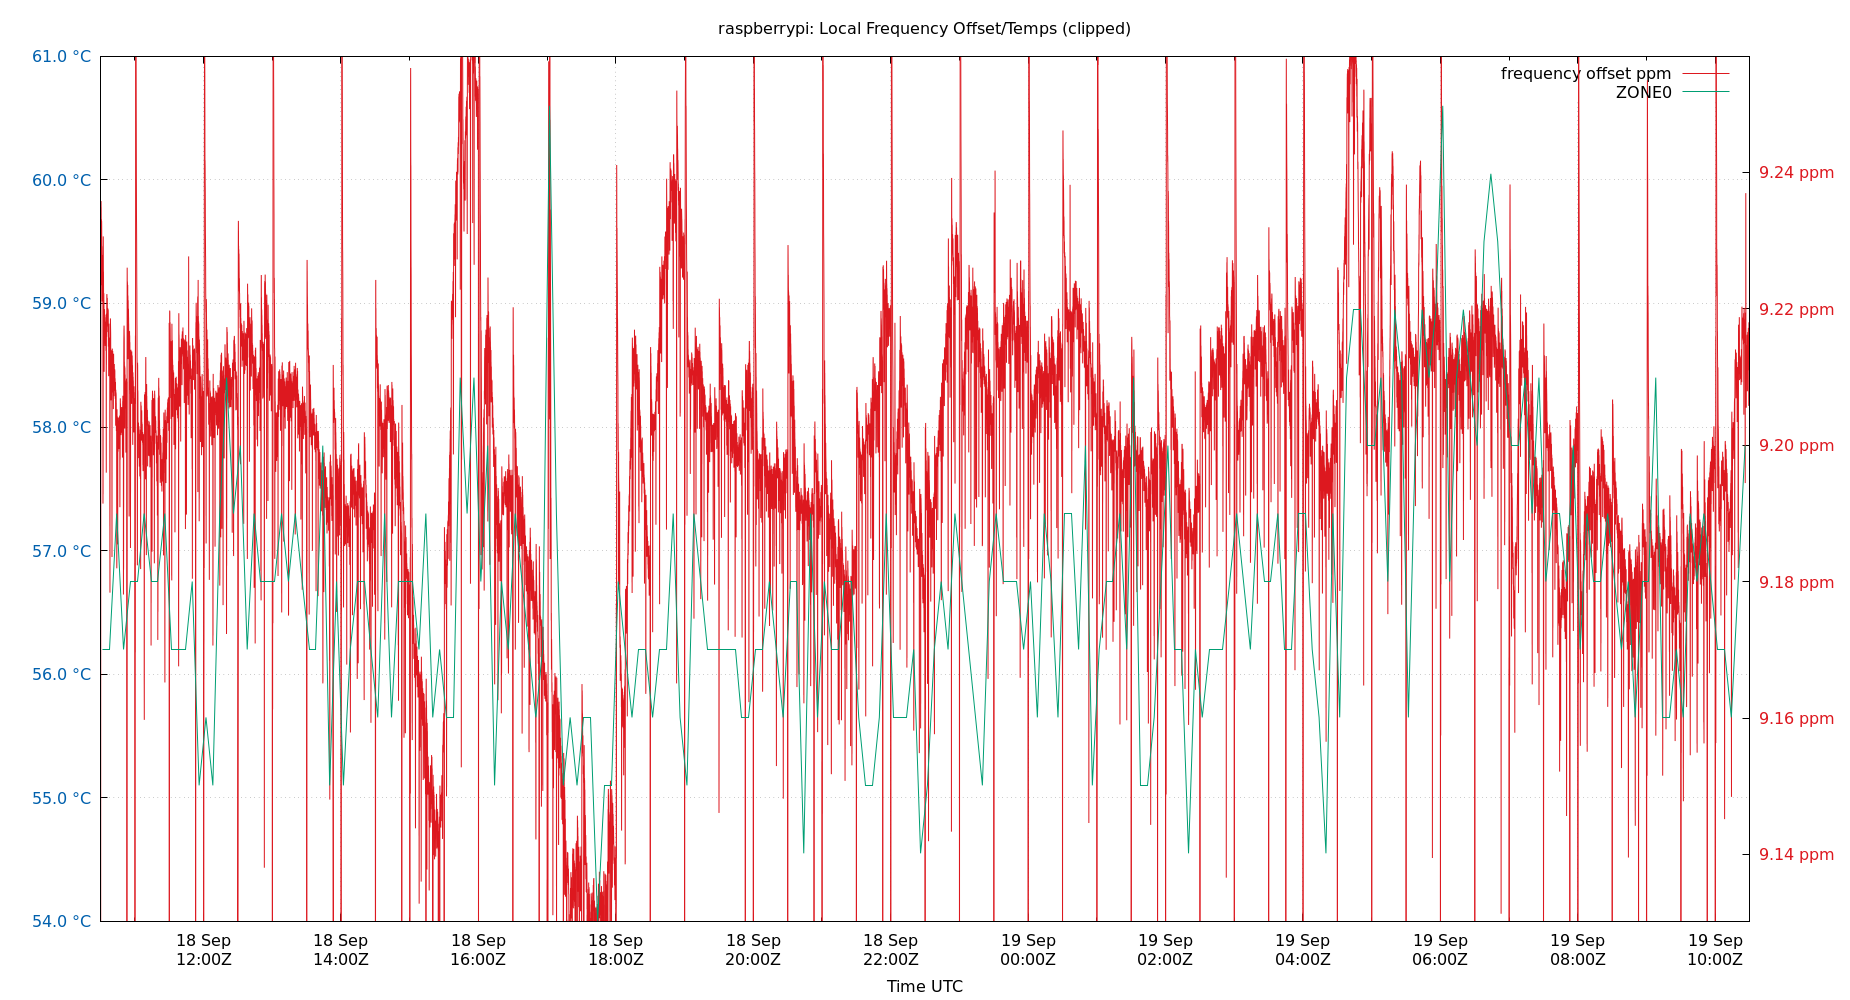 raspberrypi: Local Frequency Offset/Temps (clipped)
61.0 °C
60.0 °C
59.0 °C
58.0 °C
57.0 °C
56.0 °C
55.0 °C
54.0 °C
frequency offset ppm
ZONE0
9.24 ppm
9.22 ppm
9.20 ppm
9.18 ppm
9.16 ppm
9.14 ppm
18 Sep 18 Sep 18 Sep 18 Sep 18 Sep 18 Sep 19 Sep 19 Sep 19 Sep 19 Sep 19 Sep 19 Sep
12:00Z 14:00Z 16:00Z 18:00Z 20:00Z 22:00Z 00:00Z 02:00Z 04:00Z 06:00Z 08:00Z 10:00Z
Time UTC